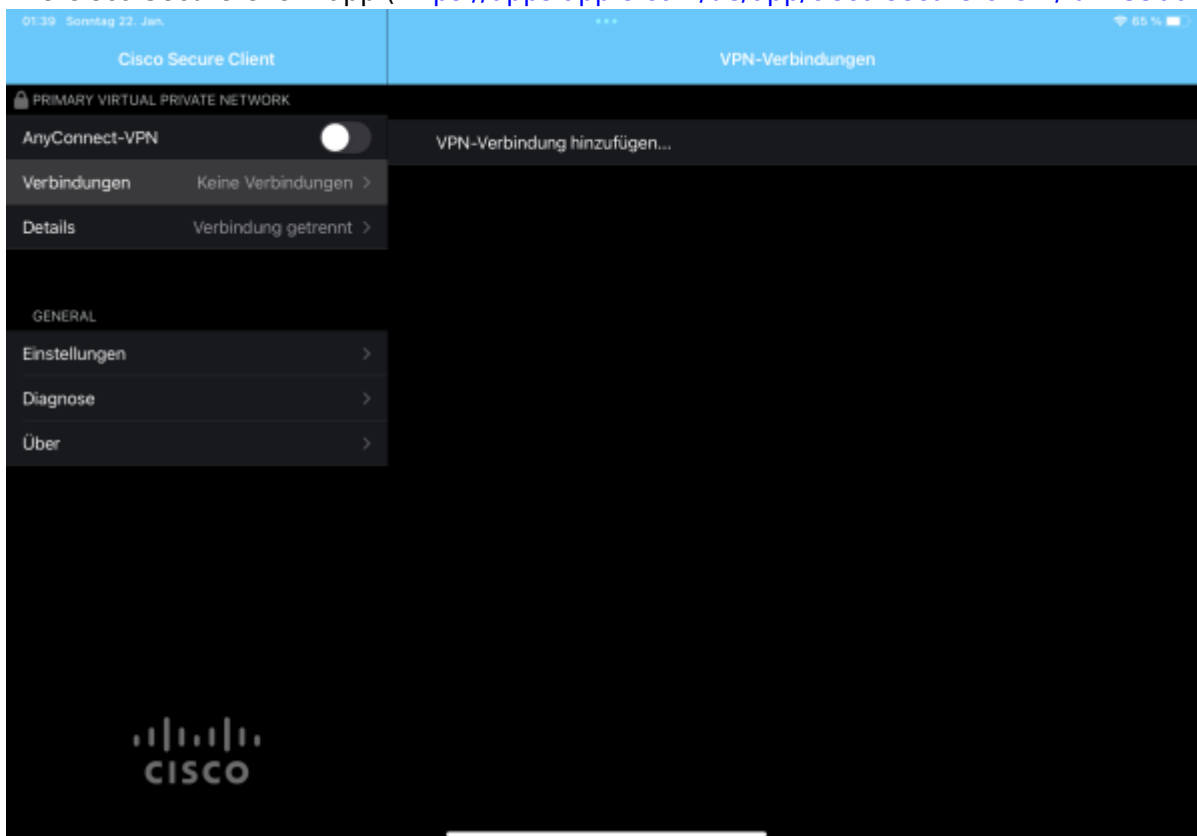 01:39 Sonntag 22. Jan.
65 %
Cisco Secure Client
VPN-Verbindungen
PRIMARY VIRTUAL PRIVATE NETWORK
AnyConnect-VPN
VPN-Verbindung hinzufügen...
Verbindungen Keine Verbindungen >
Details Verbindung getrennt >
GENERAL
Einstellungen >
Diagnose >
Über >
CISCO